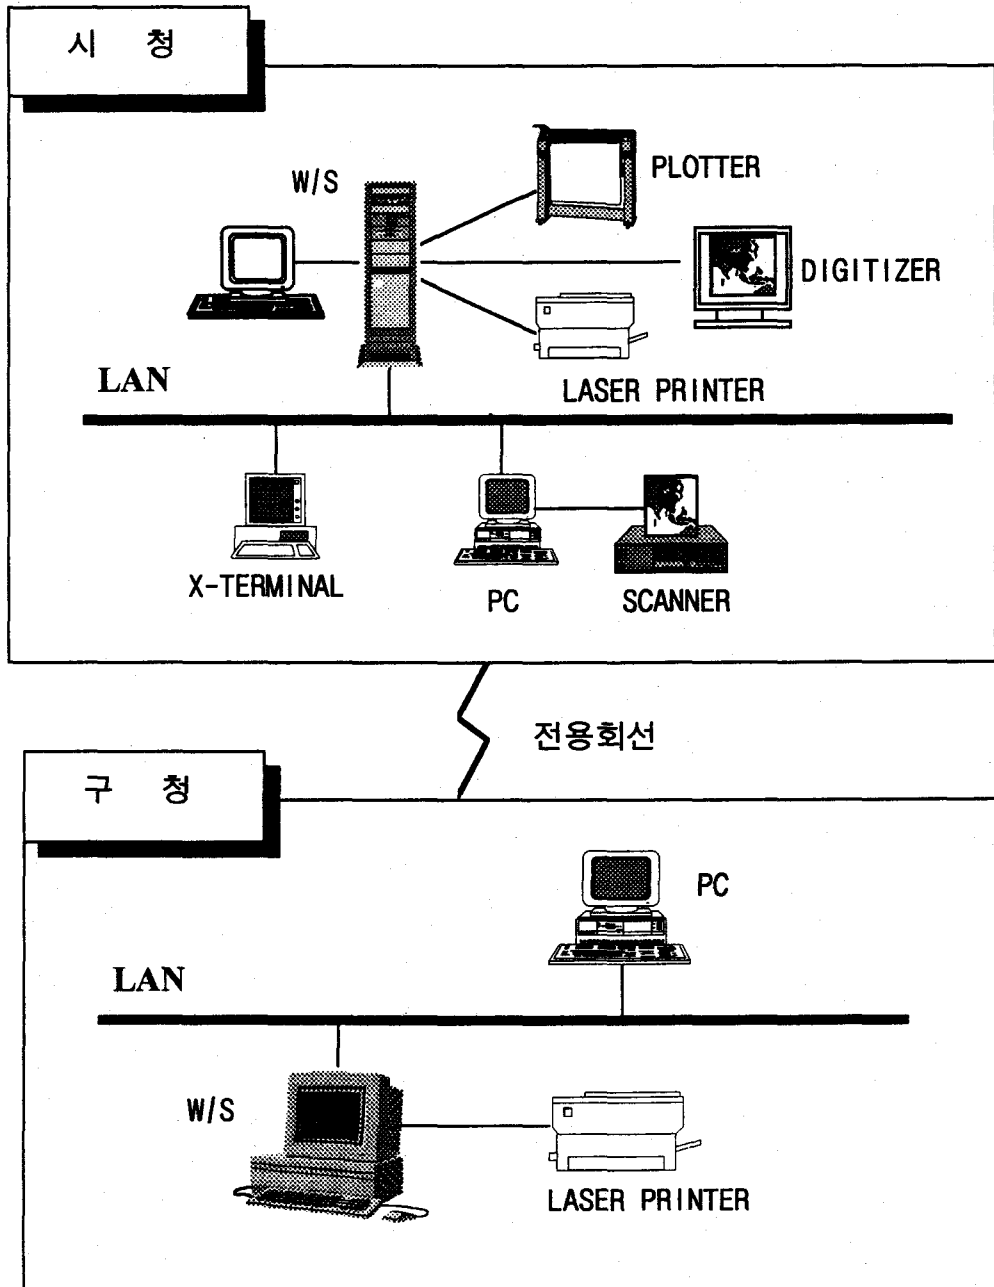 시 청
W/S
PLOTTER
DIGITIZER
LASER PRINTER
LAN
X-TERMINAL
PC
SCANNER
전용회선
구 청
PC
LAN
W/S
LASER PRINTER